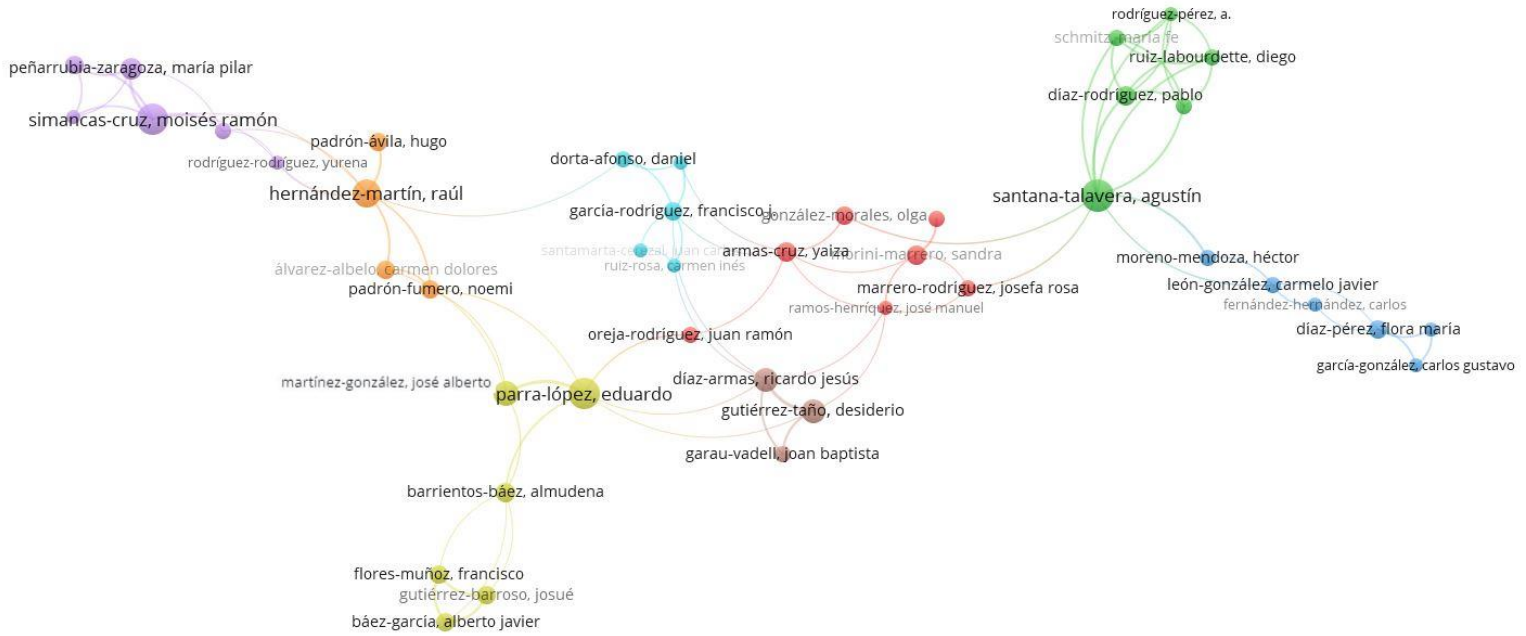 rodríguez-pérez, a.
schmitz, maría fe
ruiz-labourdette, diego
peñarrubia-zaragoza, maría pilar
díaz-rodríguez, pablo
simancas-cruz, moisés ramón
padrón-ávila, hugo
dorta-afonso, daniel
rodríguez-rodríguez, yurena
hernández-martín, raúl
santana-talavera, agustín
garcía-rodríguez, francisco j.
gonzález-morales, olga
santamarta-cerezal, juan
armas-cruz, yaiza
morini-marrero, sandra
moreno-mendoza, héctor
ruiz-rosa, carmen inés
álvarez-albelo, carmen dolores
padrón-fumero, noemi
marrero-rodríguez, josefa rosa
león-gonzález, carmelo javier
ramos-henríquez, josé manuel
fernández-hernández, carlos
oreja-rodríguez, juan ramón
díaz-pérez, flora maría
garcía-gonzález, carlos gustavo
martínez-gonzález, josé alberto
díaz-armas, ricardo jesús
parra-lópez, eduardo
gutiérrez-taño, desiderio
garau-vadell, joan baptista
barrientos-báez, almudena
flores-muñoz, francisco
gutiérrez-barroso, josué
báez-garcía, alberto javier